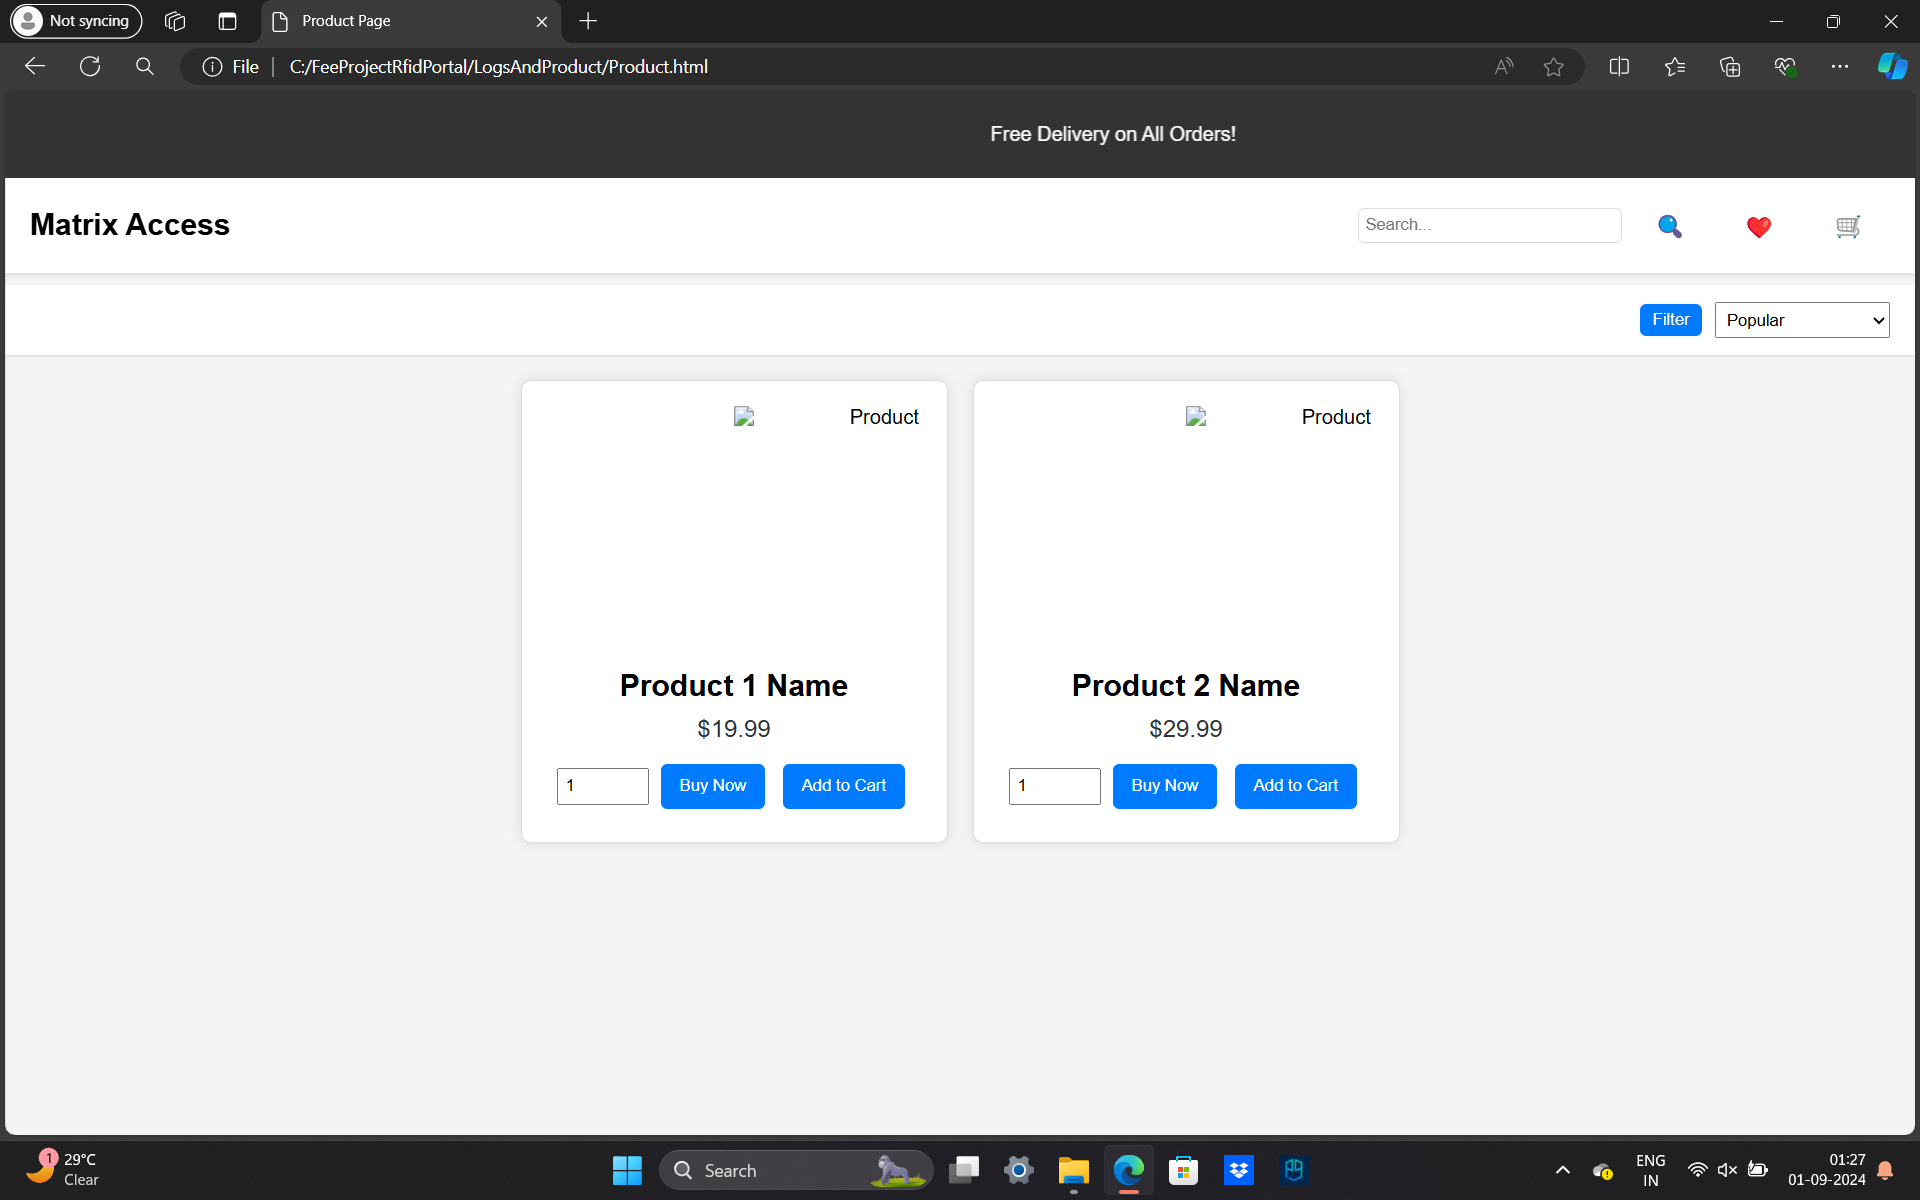 Not syncing
Product Page
File
C:/FeeProjectRfidPortal/LogsAndProduct/Product.html
Free Delivery on All Orders!
Matrix Access
Search...
Filter
Popular
Product
Product
Product 1 Name
Product 2 Name
$19.99
$29.99
1
Buy Now
Add to Cart
1
Buy Now
Add to Cart
1
29°C
Clear
Search
ENG
IN
01:27
01-09-2024